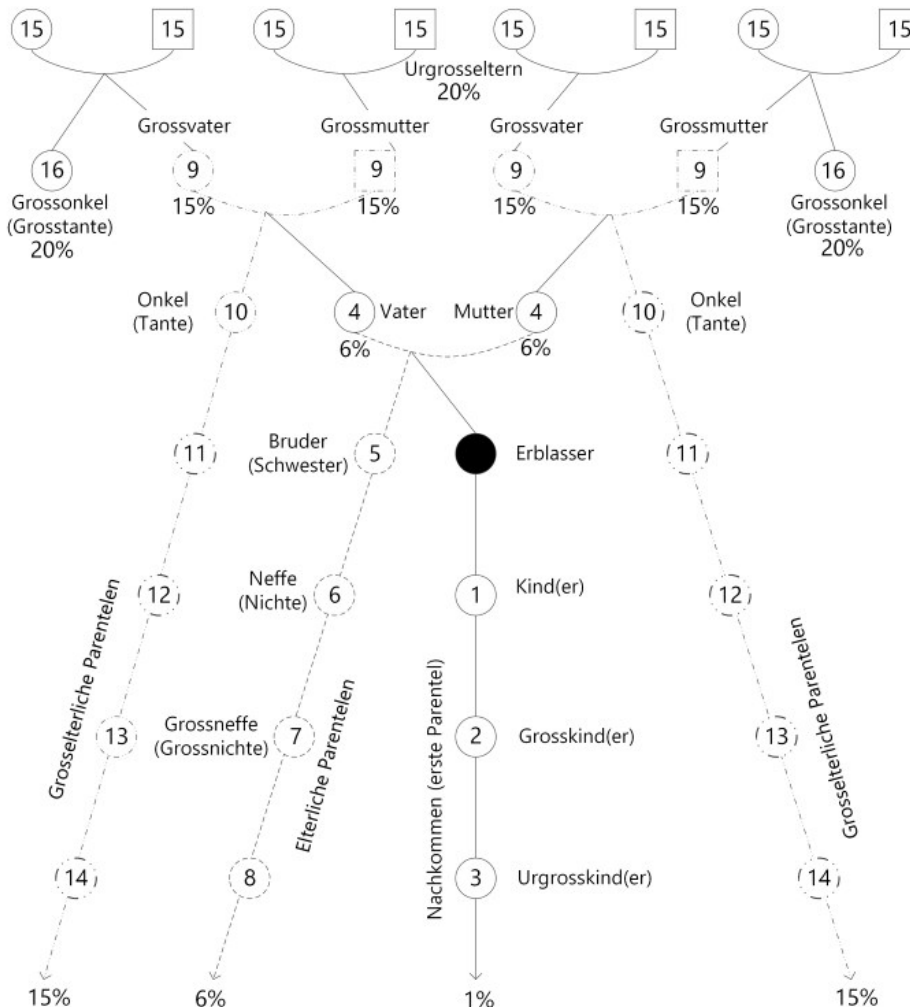 15 15 15 15 15 15 15 15
Urgrosseltern
20%
Grossvater Grossmutter Grossvater Grossmutter
16 9 9 9 9 16
Grossonkel
(Grosstante)
20%
15% 15% 15% 15%
Grossonkel
(Grosstante)
20%
Onkel
(Tante)
10 4 Vater Mutter 4 10
Onkel
(Tante)
6% 6%
11
Bruder
(Schwester)
5 Erblasser 11
12
Neffe
(Nichte)
6 1 Kind(er) 12
Grosselterliche Parentelen
13
Grossneffe
(Grossnichte)
7
Elterliche Parentelen
Nachkommen (erste Parentel)
2 Grosskind(er) 13
Grosselterliche Parentelen
14 8 3 Urgrosskind(er) 14
15% 6% 1% 15%